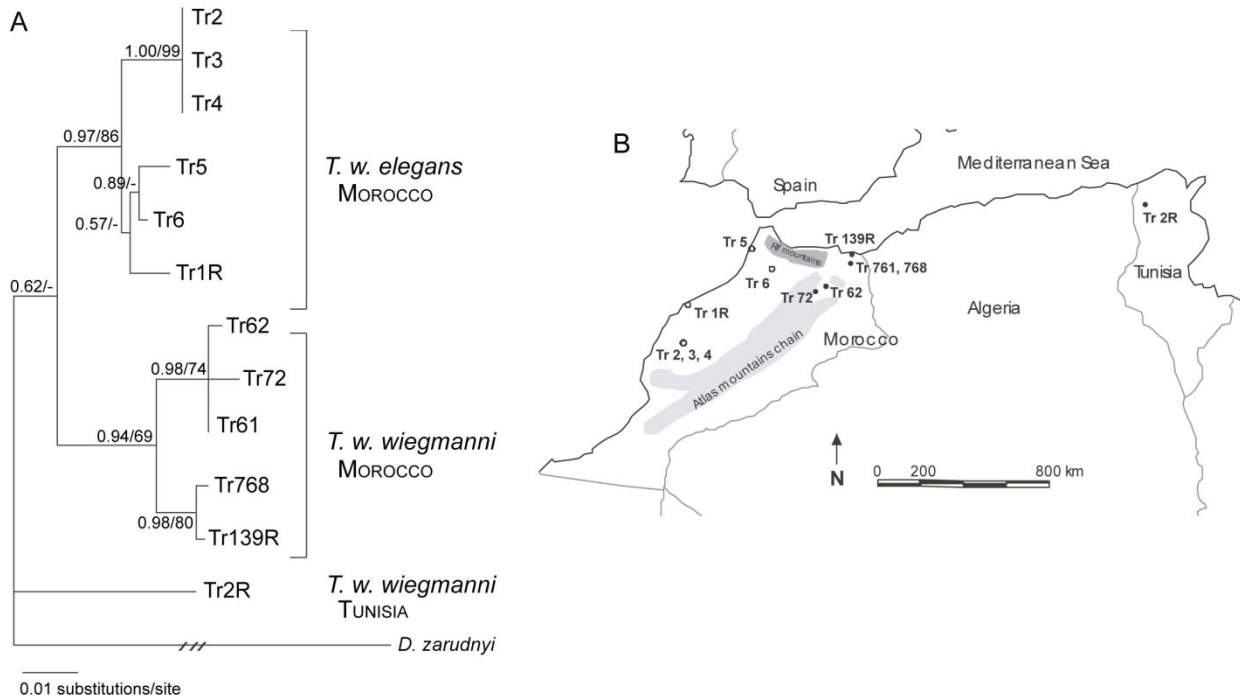 A
Tr2
1.00/99
Tr3
Tr4
0.97/86
Tr5
0.89/-
Tr6
0.57/-
Tr1R
T. w. elegans
MOROCCO
0.62/-
Tr62
0.98/74
Tr72
Tr61
0.94/69
Tr768
0.98/80
Tr139R
T. w. wiegmanni
MOROCCO
Tr2R
T. w. wiegmanni
TUNISIA
D. zarudnyi
0.01 substitutions/site
B
Mediterranean Sea
Spain
Tr 2R
Tr 5
Rif mountains
Tr 139R
Tr 761, 768
Tr 6
Tr 72
Tr 62
Tunisia
Tr 1R
Algeria
Tr 2, 3, 4
Morocco
Atlas mountains chain
N
0 200 800 km